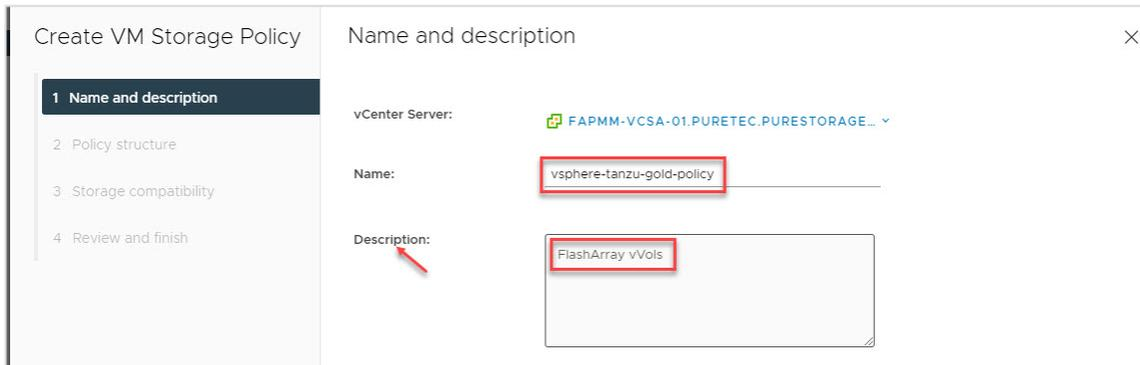 Create VM Storage Policy
1 Name and description
2 Policy structure
3 Storage compatibility
4 Review and finish
Name and description
vCenter Server:
FAPMM-VCSA-01.PURETEC.PURESTORAGE...
Name:
vsphere-tanzu-gold-policy
Description:
FlashArray vVols